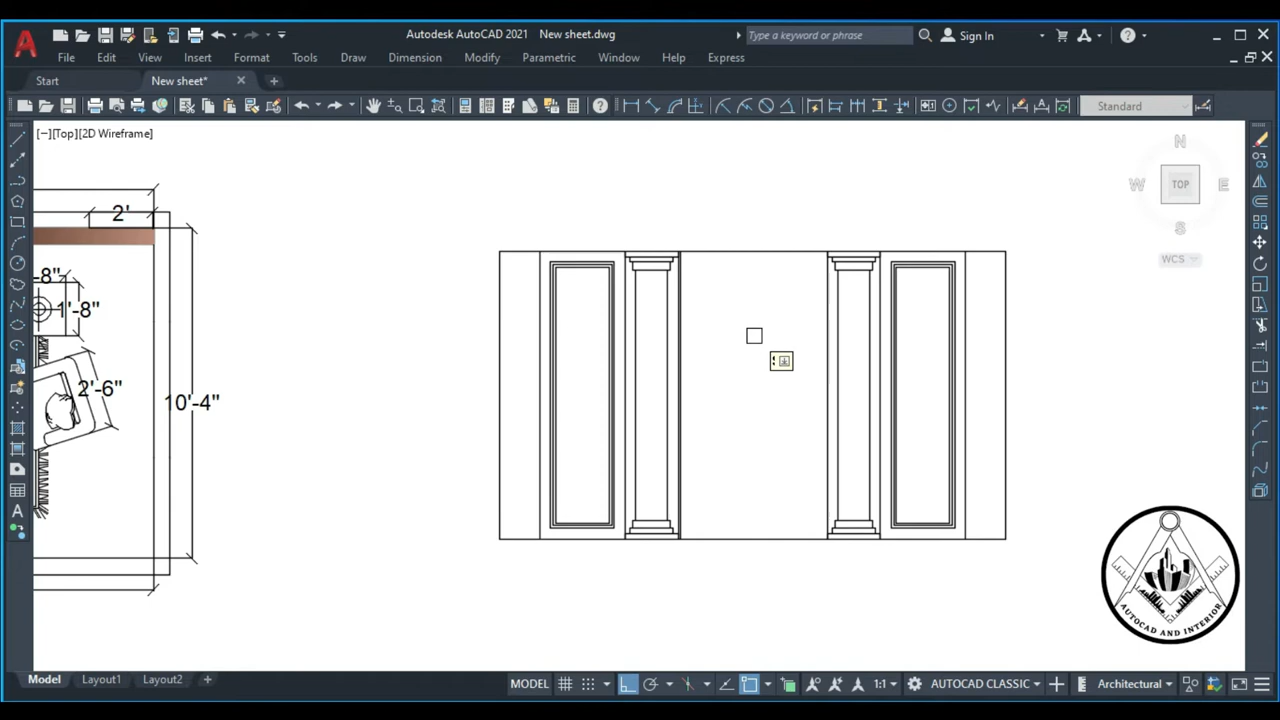 Autodesk AutoCAD 2021 New sheet.dwg
Type a keyword or phrase
Sign In
File Edit View Insert Format Tools Draw Dimension Modify Parametric Window Help Express
Start
New sheet*
Standard
[−][Top][2D Wireframe]
N
W
TOP
E
S
WCS
2'
-8"
1'-8"
2'-6"
10'-4"
AUTOCAD AND INTERIOR
Model Layout1 Layout2
MODEL
1:1
AUTOCAD CLASSIC
Architectural